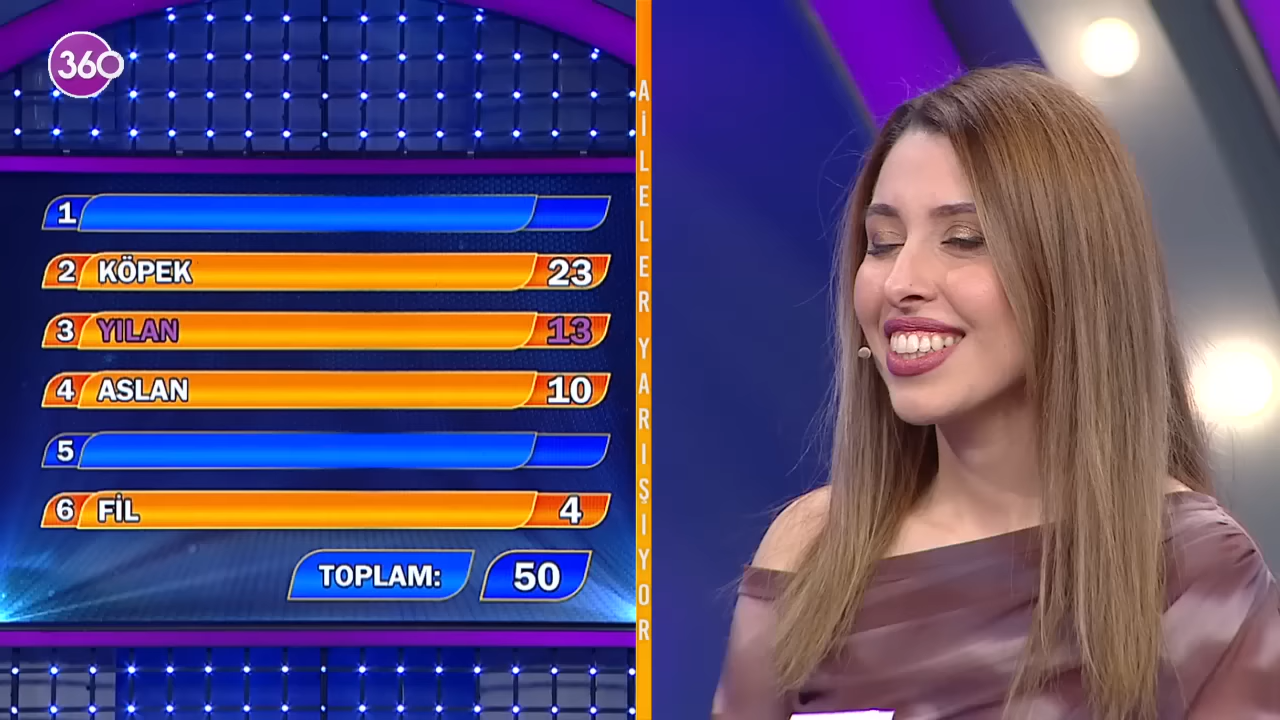 360
1
2 KÖPEK 23
3 YILAN 13
4 ASLAN 10
5
6 FİL 4
TOPLAM: 50
AİLELER YARIŞIYOR